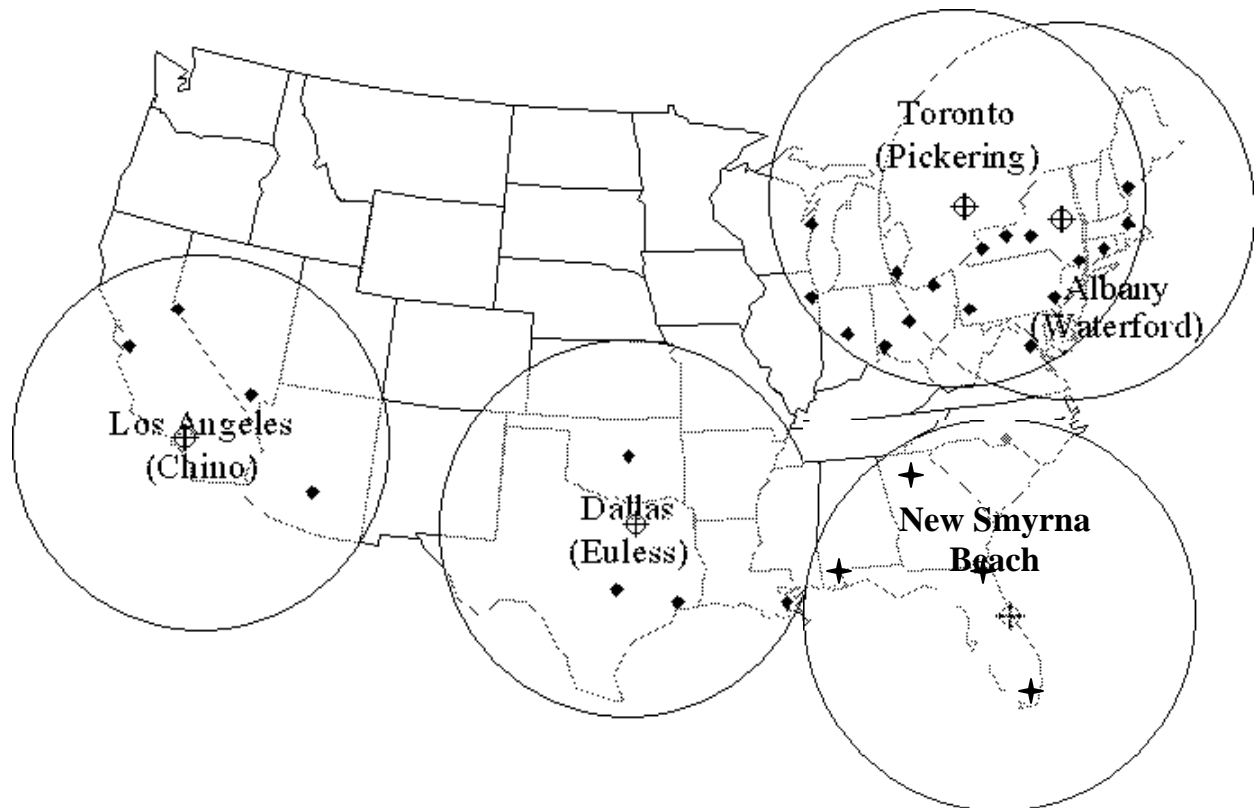 Toronto
(Pickering)
Albany
(Waterford)
Los Angeles
(Chino)
Dallas
(Euless)
New Smyrna
Beach